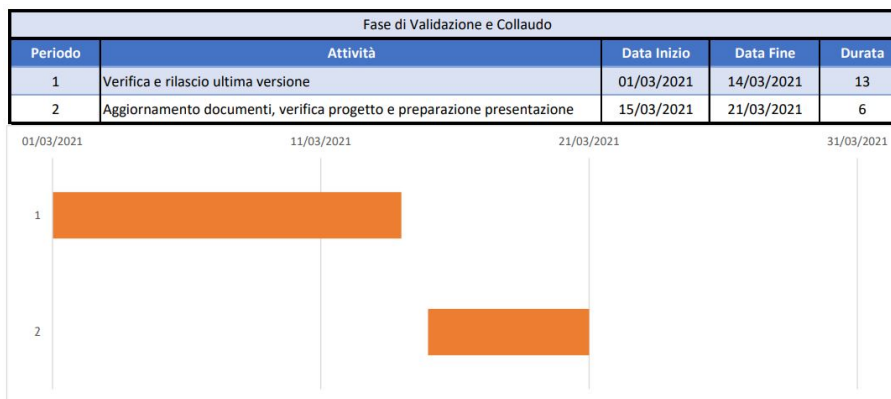 Fase di Validazione e Collaudo
Periodo Attività Data Inizio Data Fine Durata
1 Verifica e rilascio ultima versione 01/03/2021 14/03/2021 13
2 Aggiornamento documenti, verifica progetto e preparazione presentazione 15/03/2021 21/03/2021 6
01/03/2021 11/03/2021 21/03/2021 31/03/2021
1
2